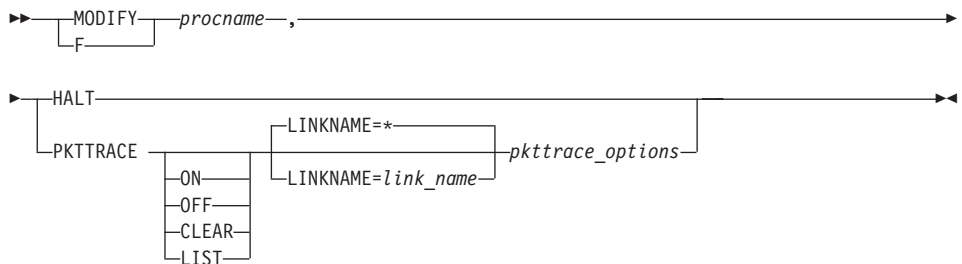 MODIFY procname ,
F
HALT
LINKNAME=*
PKTTRACE pkttrace_options
LINKNAME=link_name
ON
OFF
CLEAR
LIST